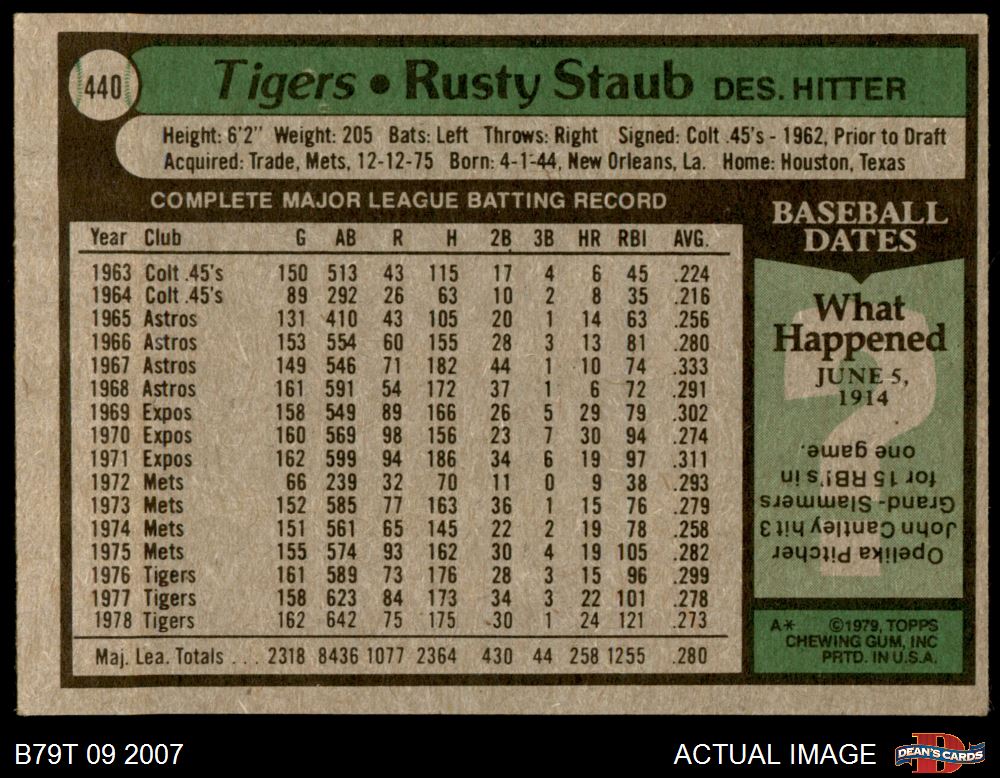 440
Tigers • Rusty Staub DES. HITTER
Height: 6'2" Weight: 205 Bats: Left Throws: Right Signed: Colt .45's - 1962, Prior to Draft
Acquired: Trade, Mets, 12-12-75 Born: 4-1-44, New Orleans, La. Home: Houston, Texas
COMPLETE MAJOR LEAGUE BATTING RECORD
Year Club G AB R H 2B 3B HR RBI AVG.
1963 Colt .45's 150 513 43 115 17 4 6 45 .224
1964 Colt .45's 89 292 26 63 10 2 8 35 .216
1965 Astros 131 410 43 105 20 1 14 63 .256
1966 Astros 153 554 60 155 28 3 13 81 .280
1967 Astros 149 546 71 182 44 1 10 74 .333
1968 Astros 161 591 54 172 37 1 6 72 .291
1969 Expos 158 549 89 166 26 5 29 79 .302
1970 Expos 160 569 98 156 23 7 30 94 .274
1971 Expos 162 599 94 186 34 6 19 97 .311
1972 Mets 66 239 32 70 11 0 9 38 .293
1973 Mets 152 585 77 163 36 1 15 76 .279
1974 Mets 151 561 65 145 22 2 19 78 .258
1975 Mets 155 574 93 162 30 4 19 105 .282
1976 Tigers 161 589 73 176 28 3 15 96 .299
1977 Tigers 158 623 84 173 34 3 22 101 .278
1978 Tigers 162 642 75 175 30 1 24 121 .273
Maj. Lea. Totals ... 2318 8436 1077 2364 430 44 258 1255 .280
BASEBALL
DATES
What
Happened
JUNE 5,
1914
?
Opelika Pitcher
John Cantley hit 3
Grand-Slammers
for 15 RBI's in
one game.
A* ©1979, TOPPS
CHEWING GUM, INC
PRTD. IN U.S.A.
B79T 09 2007
ACTUAL IMAGE
DEAN'S CARDS